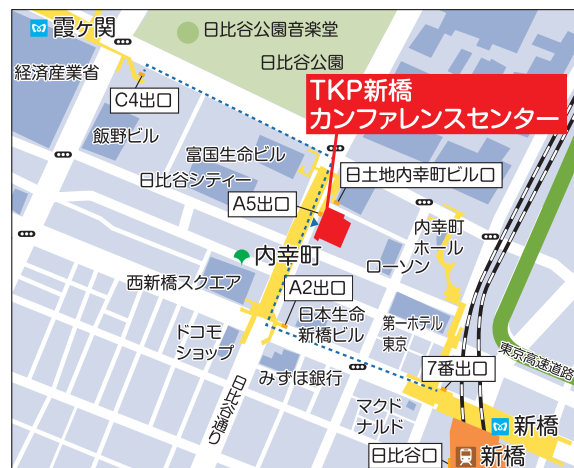 霞ヶ関
日比谷公園音楽堂
経済産業省
日比谷公園
C4出口
TKP新橋
カンファレンスセンター
飯野ビル
富国生命ビル
日比谷シティー
日土地内幸町ビル口
A5出口
内幸町
ホール
内幸町
ローソン
西新橋スクエア
A2出口
日本生命
新橋ビル
第一ホテル
東京
ドコモ
ショップ
東京高速道路
7番出口
みずほ銀行
日比谷通り
マクド
ナルド
新橋
日比谷口
新橋